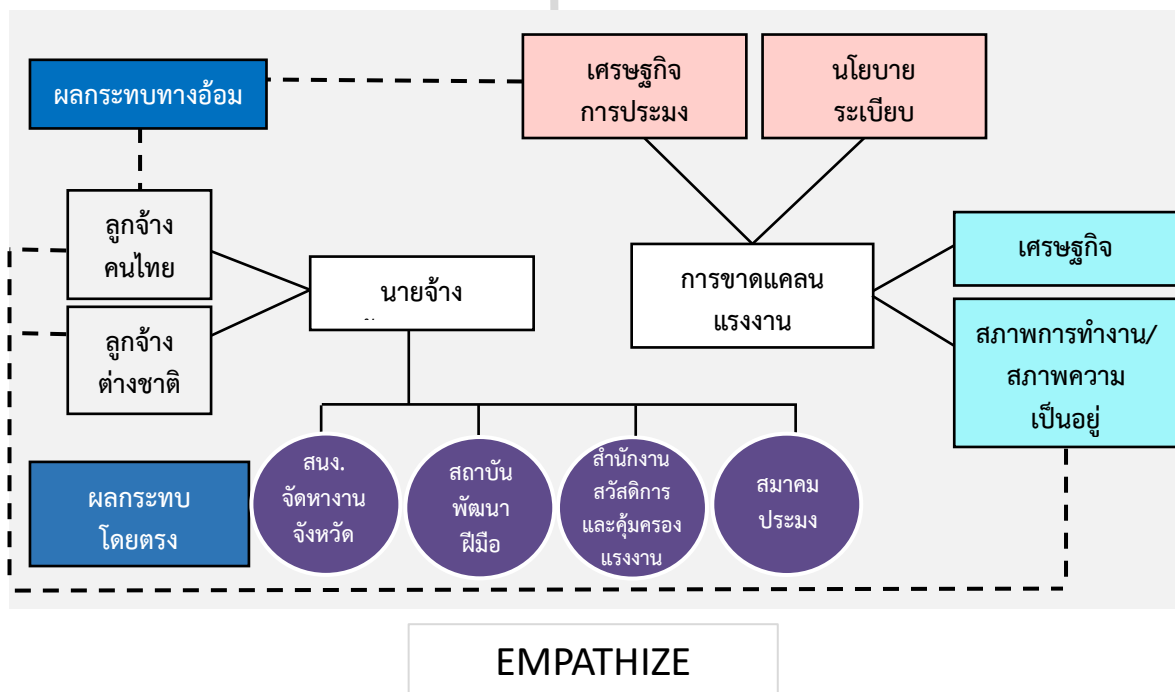 ผลกระทบทางอ้อม
เศรษฐกิจ
การประมง
นโยบาย
ระเบียบ
ลูกจ้าง
คนไทย
ลูกจ้าง
ต่างชาติ
นายจ้าง
การขาดแคลน
แรงงาน
เศรษฐกิจ
สภาพการทำงาน/
สภาพความ
เป็นอยู่
ผลกระทบ
โดยตรง
สนง.
จัดหางาน
จังหวัด
สถาบัน
พัฒนา
ฝีมือ
สำนักงาน
สวัสดิการ
และคุ้มครอง
แรงงาน
สมาคม
ประมง
EMPATHIZE